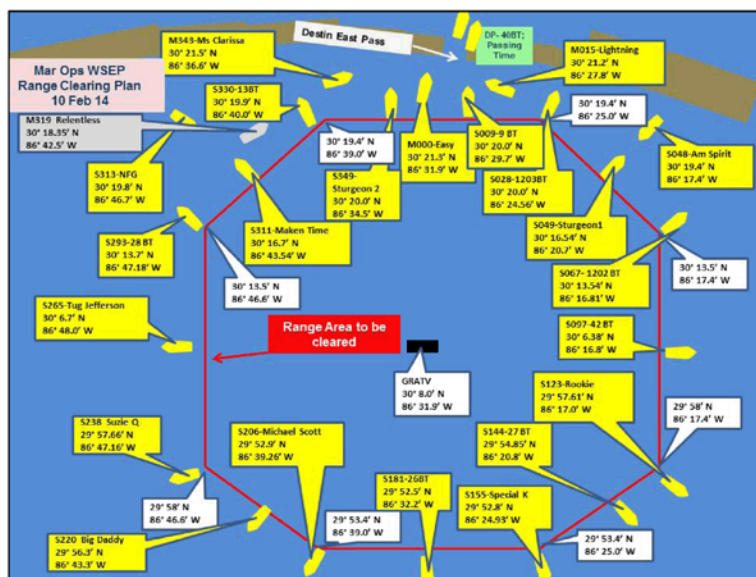 M343-Ms Clarissa
30° 21.5' N
86° 36.6' W
Destin East Pass
DP- 40BT;
Passing
Time
M015-Lightning
30° 21.2' N
86° 27.8' W
Mar Ops WSEP
Range Clearing Plan
10 Feb 14
S330-13BT
30° 19.9' N
86° 40.0' W
M319 Relentless
30° 18.35' N
86° 42.5' W
30° 19.4' N
86° 39.0' W
M000-Easy
30° 21.3' N
86° 31.9' W
S009-9 BT
30° 20.0' N
86° 29.7' W
30° 19.4' N
86° 25.0' W
S313-NFG
30° 19.8' N
86° 46.7' W
S349-
Sturgeon 2
30° 20.0' N
86° 34.5' W
S028-1203BT
30° 20.0' N
86° 24.56' W
S048-Am Spirit
30° 19.4' N
86° 17.4' W
S293-28 BT
30° 13.7' N
86° 47.18' W
S311-Maken Time
30° 16.7' N
86° 43.54' W
S049-Sturgeon1
30° 16.54' N
86° 20.7' W
30° 13.5' N
86° 46.6' W
S067- 1202 BT
30° 13.54' N
86° 16.81' W
30° 13.5' N
86° 17.4' W
S265-Tug Jefferson
30° 6.7' N
86° 48.0' W
Range Area to be
cleared
S097-42 BT
30° 6.38' N
86° 16.8' W
GRATV
30° 8.0' N
86° 31.9' W
S123-Rookie
29° 57.61' N
86° 17.0' W
29° 58' N
86° 17.4' W
S238 Suzie Q
29° 57.66' N
86° 47.16' W
S206-Michael Scott
29° 52.9' N
86° 39.26' W
S144-27 BT
29° 54.85' N
86° 20.8' W
S181-26BT
29° 52.5' N
86° 32.2' W
S155-Special K
29° 52.8' N
86° 24.93' W
29° 58' N
86° 46.6' W
29° 53.4' N
86° 39.0' W
S220 Big Daddy
29° 56.3' N
86° 43.3' W
29° 53.4' N
86° 25.0' W